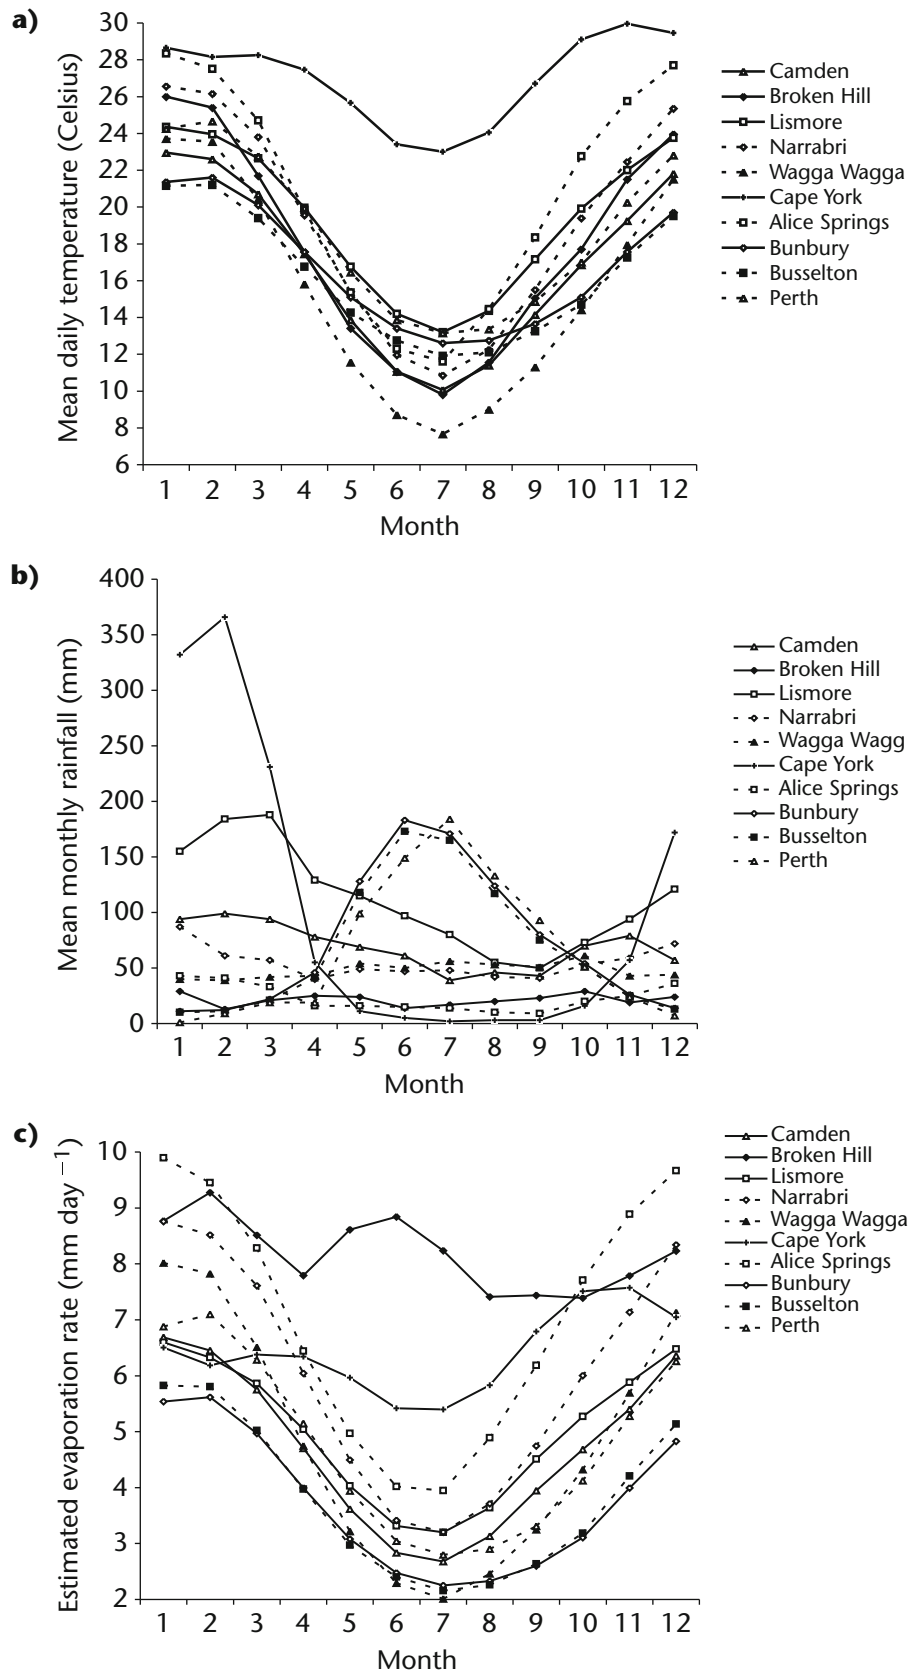 a)
Mean daily temperature (Celsius)
30
28
26
24
22
20
18
16
14
12
10
8
6
1 2 3 4 5 6 7 8 9 10 11 12
Month
Camden
Broken Hill
Lismore
Narrabri
Wagga Wagga
Cape York
Alice Springs
Bunbury
Busselton
Perth
b)
Mean monthly rainfall (mm)
400
350
300
250
200
150
100
50
0
1 2 3 4 5 6 7 8 9 10 11 12
Month
Camden
Broken Hill
Lismore
Narrabri
Wagga Wagg
Cape York
Alice Springs
Bunbury
Busselton
Perth
c)
Estimated evaporation rate (mm day −1)
10
9
8
7
6
5
4
3
2
1 2 3 4 5 6 7 8 9 10 11 12
Month
Camden
Broken Hill
Lismore
Narrabri
Wagga Wagga
Cape York
Alice Springs
Bunbury
Busselton
Perth